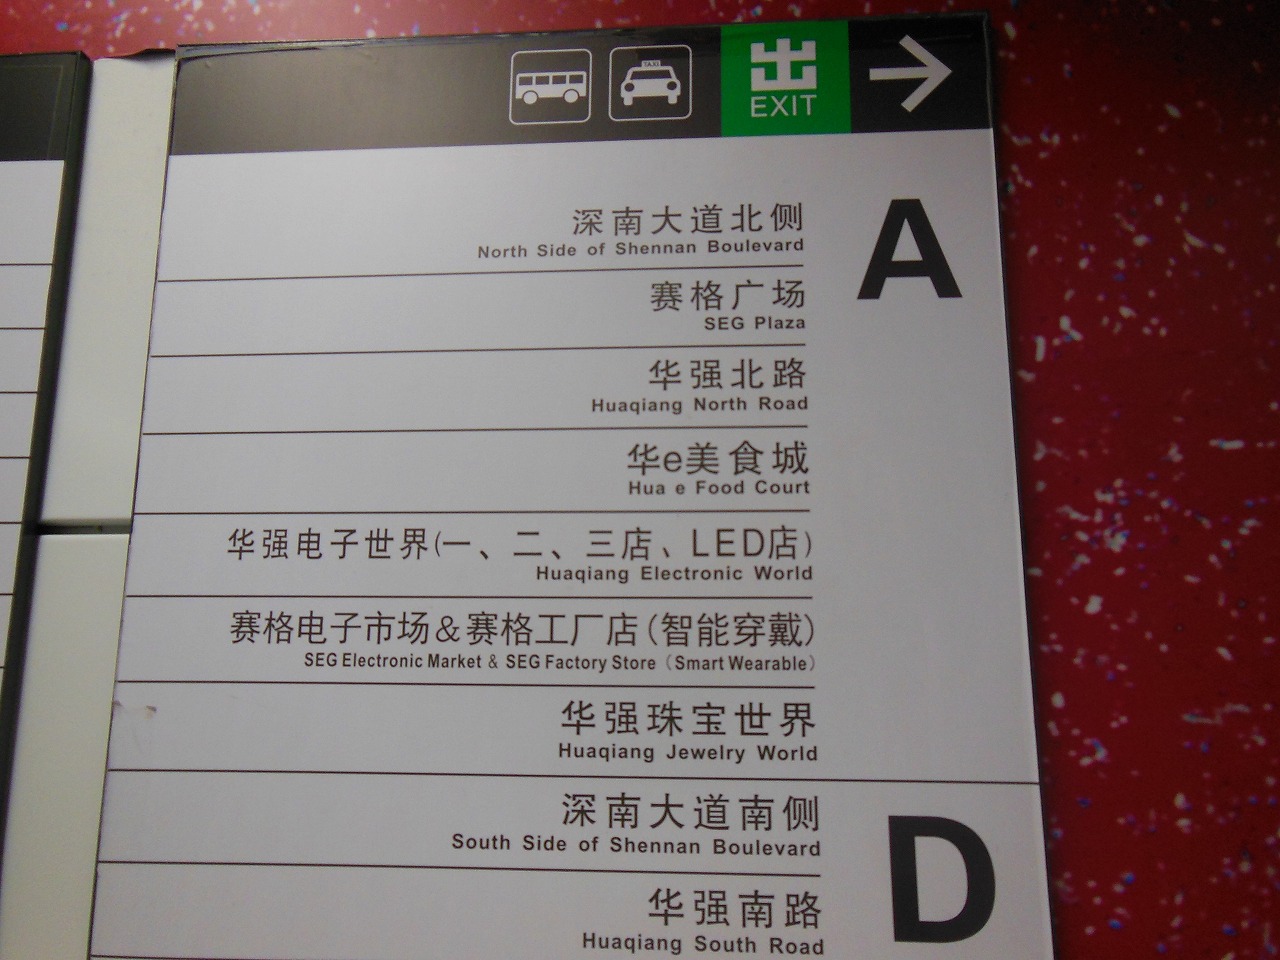 TAXI
出
EXIT
A
深南大道北侧
North Side of Shennan Boulevard
赛格广场
SEG Plaza
华强北路
Huaqiang North Road
华e美食城
Hua e Food Court
华强电子世界(一、二、三店、LED店)
Huaqiang Electronic World
赛格电子市场&赛格工厂店(智能穿戴)
SEG Electronic Market & SEG Factory Store (Smart Wearable)
华强珠宝世界
Huaqiang Jewelry World
D
深南大道南侧
South Side of Shennan Boulevard
华强南路
Huaqiang South Road